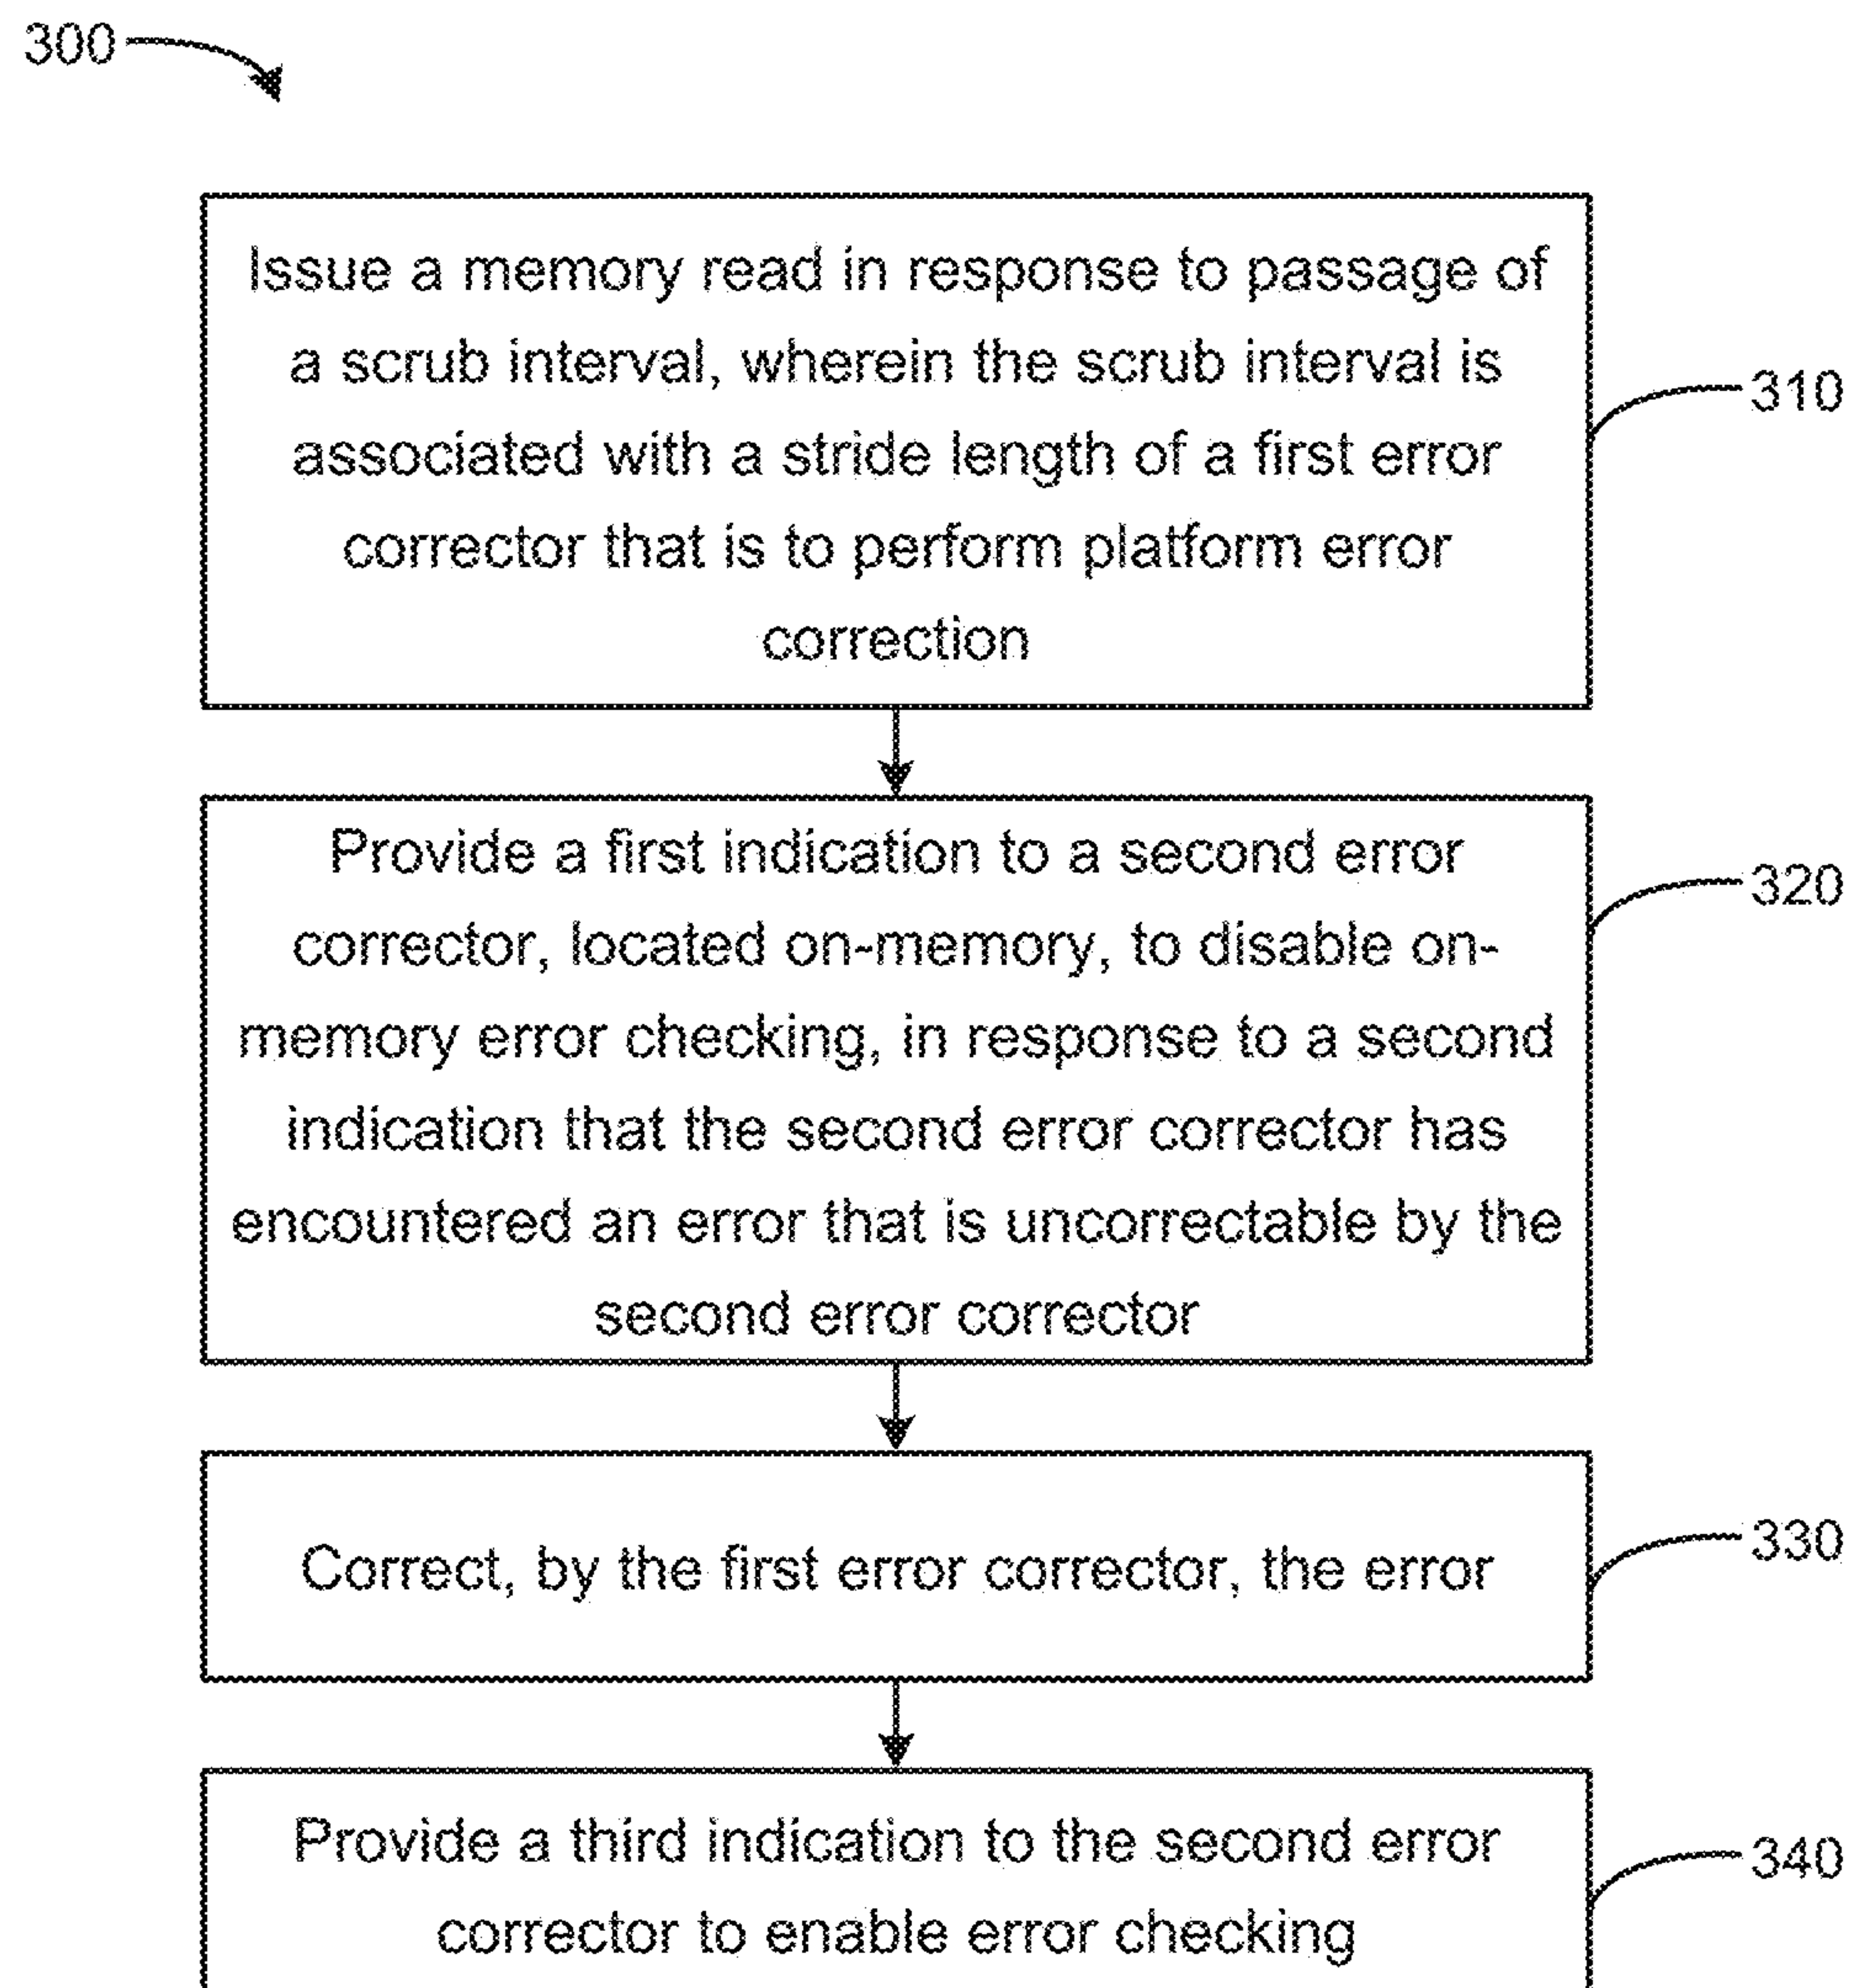 300
Issue a memory read in response to passage of
a scrub interval, wherein the scrub interval is
associated with a stride length of a first error
corrector that is to perform platform error
correction
310
Provide a first indication to a second error
corrector, located on-memory, to disable on-
memory error checking, in response to a second
indication that the second error corrector has
encountered an error that is uncorrectable by the
second error corrector
320
Correct, by the first error corrector, the error
330
Provide a third indication to the second error
corrector to enable error checking
340